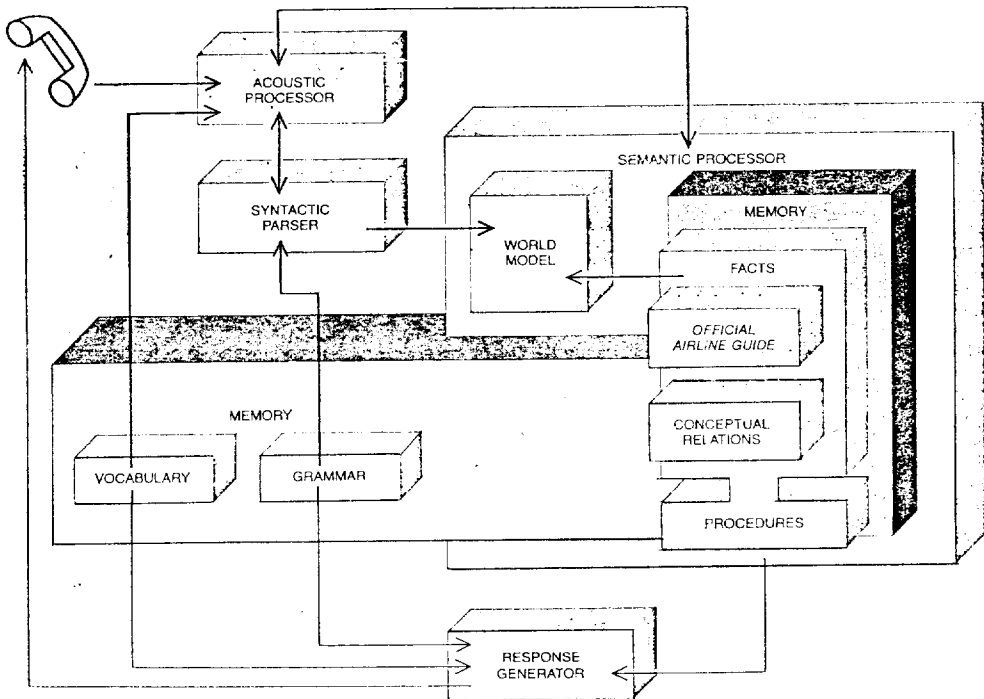 ACOUSTIC
PROCESSOR
SEMANTIC PROCESSOR
SYNTACTIC
PARSER
WORLD
MODEL
MEMORY
FACTS
OFFICIAL
AIRLINE GUIDE
MEMORY
VOCABULARY
GRAMMAR
CONCEPTUAL
RELATIONS
PROCEDURES
RESPONSE
GENERATOR